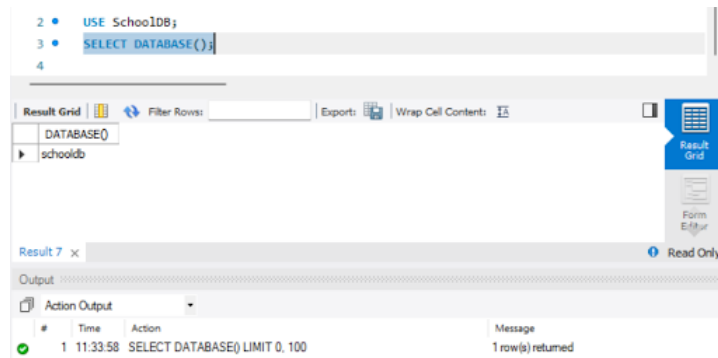 2 USE SchoolDB;
3 SELECT DATABASE();
4
Result Grid Filter Rows: Export: Wrap Cell Content: IA
DATABASE()
schooldb
Result
Grid
Form
Editor
Result 7 x Read Only
Output
Action Output
# Time Action Message
1 11:33:58 SELECT DATABASE() LIMIT 0, 100 1 row(s) returned